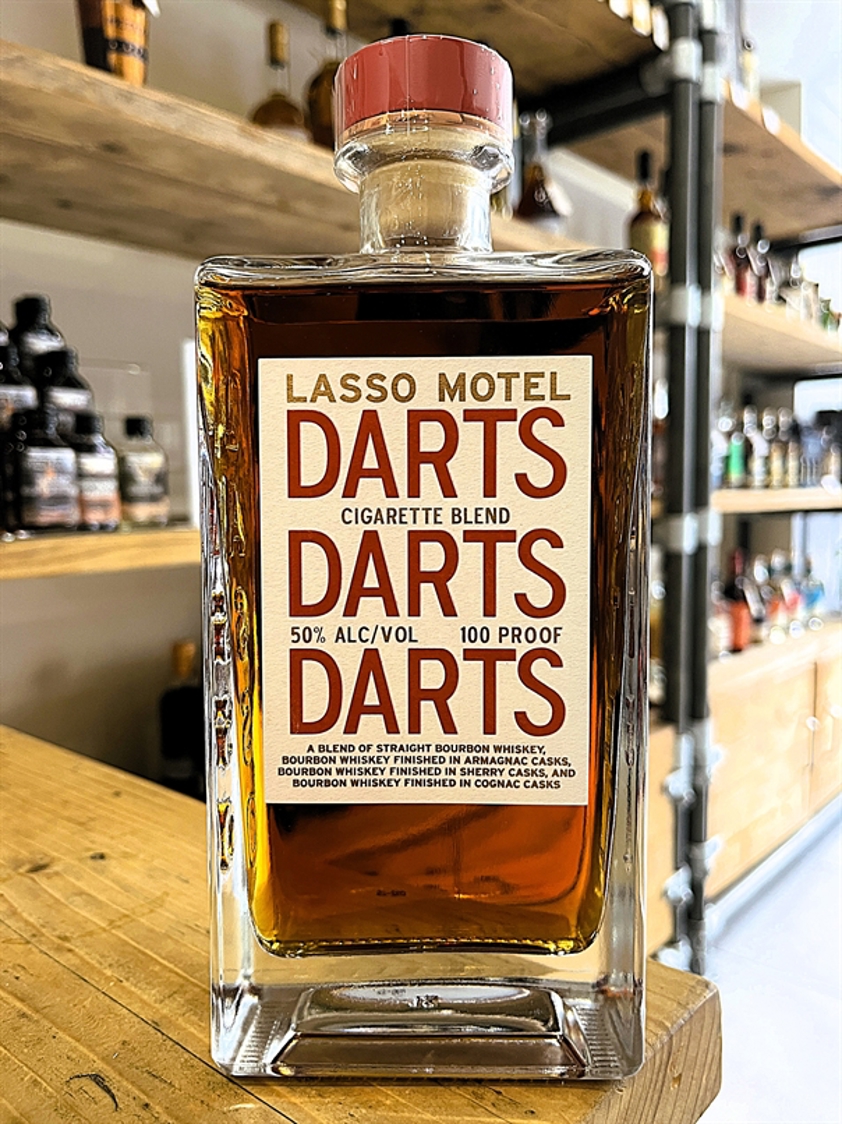 LASSO MOTEL
DARTS
CIGARETTE BLEND
DARTS
50% ALC/VOL 100 PROOF
DARTS
A BLEND OF STRAIGHT BOURBON WHISKEY,
BOURBON WHISKEY FINISHED IN ARMAGNAC CASKS,
BOURBON WHISKEY FINISHED IN SHERRY CASKS, AND
BOURBON WHISKEY FINISHED IN COGNAC CASKS